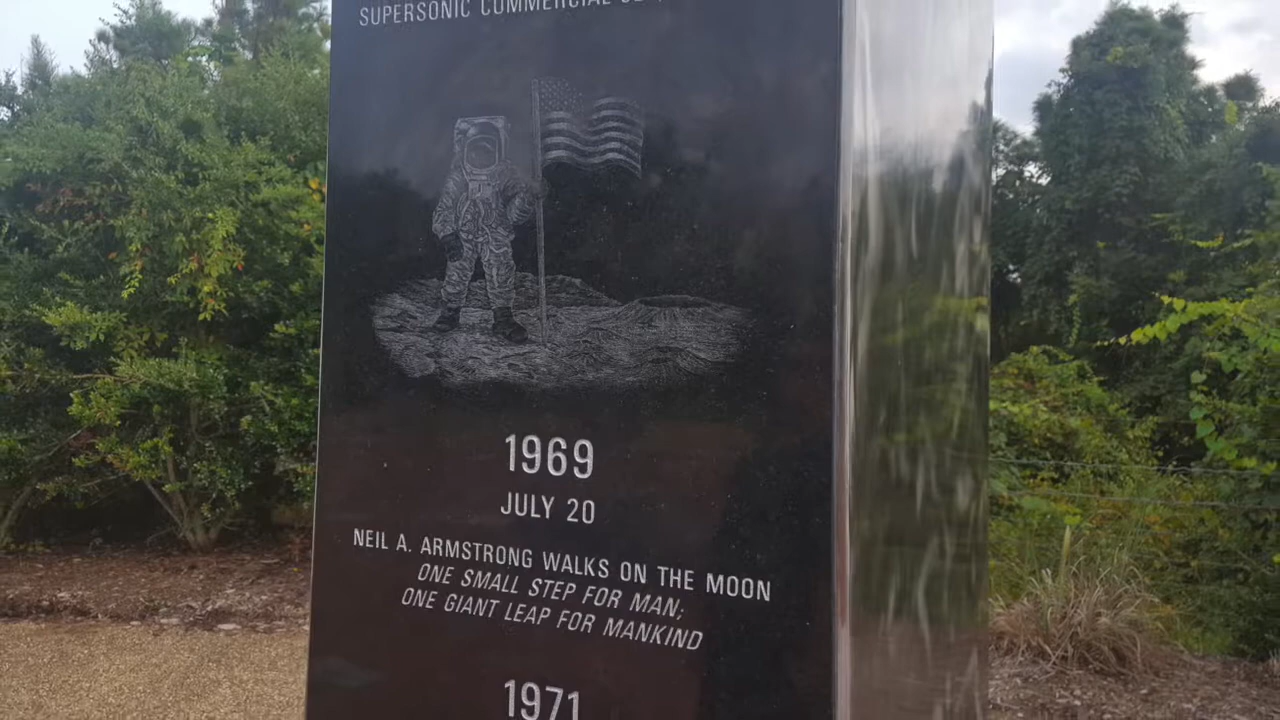 SUPERSONIC COMMERCIAL
1969
JULY 20
NEIL A. ARMSTRONG WALKS ON THE MOON
ONE SMALL STEP FOR MAN;
ONE GIANT LEAP FOR MANKIND
1971